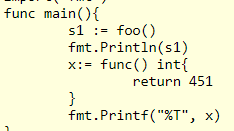 func main(){
s1 := foo()
fmt.Println(s1)
x:= func() int{
return 451
}
fmt.Printf("%T", x)